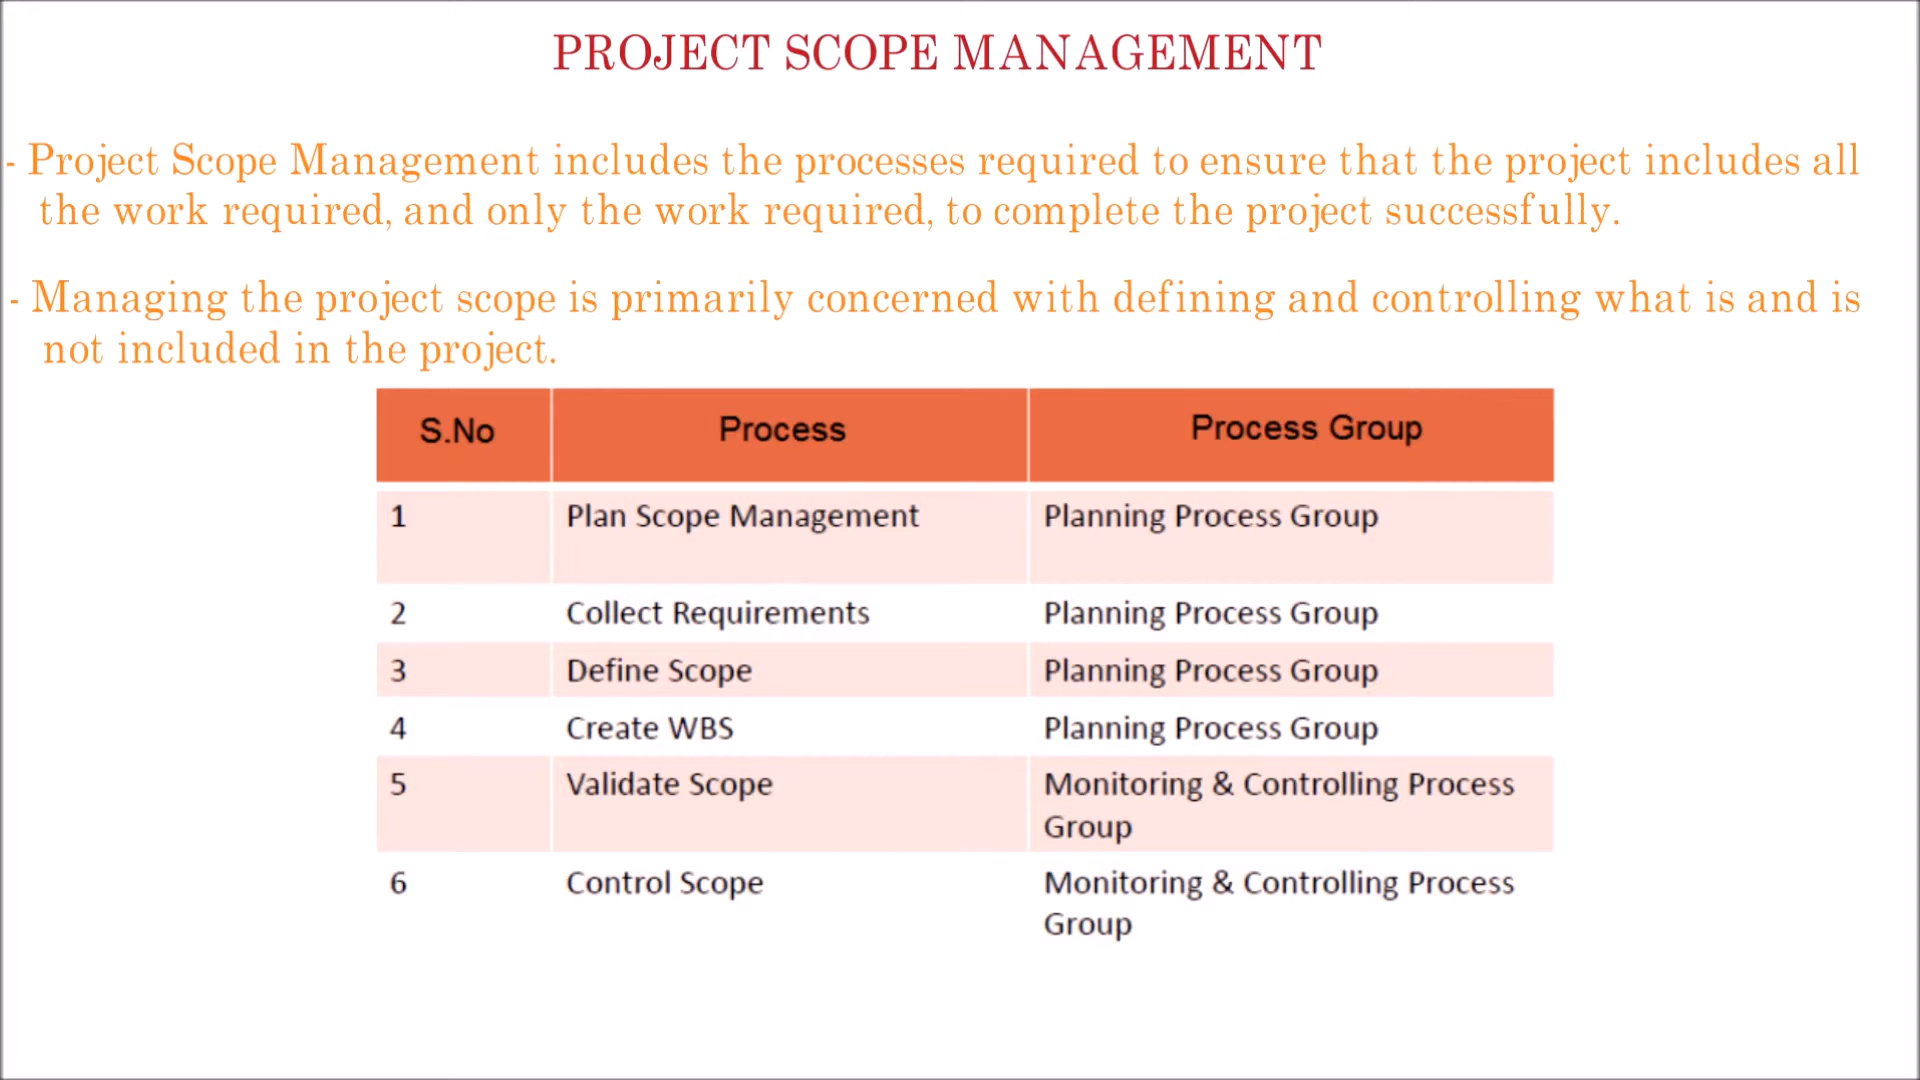 PROJECT SCOPE MANAGEMENT
- Project Scope Management includes the processes required to ensure that the project includes all
the work required, and only the work required, to complete the project successfully.
- Managing the project scope is primarily concerned with defining and controlling what is and is
not included in the project.
S.No Process Process Group
1 Plan Scope Management Planning Process Group
2 Collect Requirements Planning Process Group
3 Define Scope Planning Process Group
4 Create WBS Planning Process Group
5 Validate Scope Monitoring & Controlling Process
Group
6 Control Scope Monitoring & Controlling Process
Group